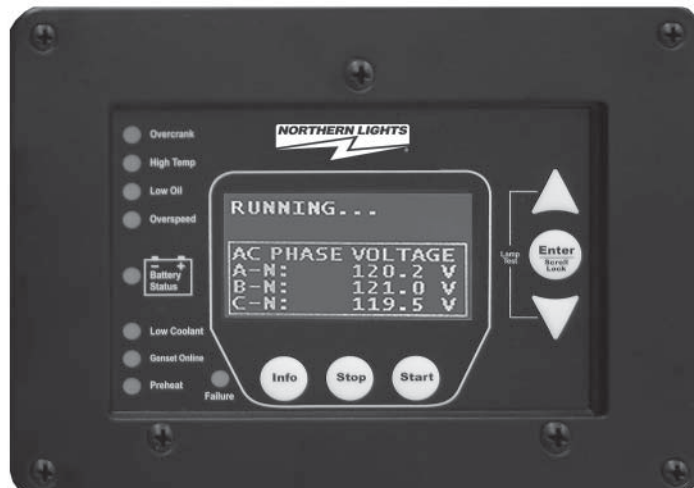 NORTHERN LIGHTS
Overcrank
High Temp
Low Oil
Overspeed
Battery
Status
Low Coolant
Genset Online
Preheat
Failure
RUNNING...
AC PHASE VOLTAGE
A-N: 120.2 V
B-N: 121.0 V
C-N: 119.5 V
Info
Stop
Start
Lamp
Test
Enter
Scroll
Lock